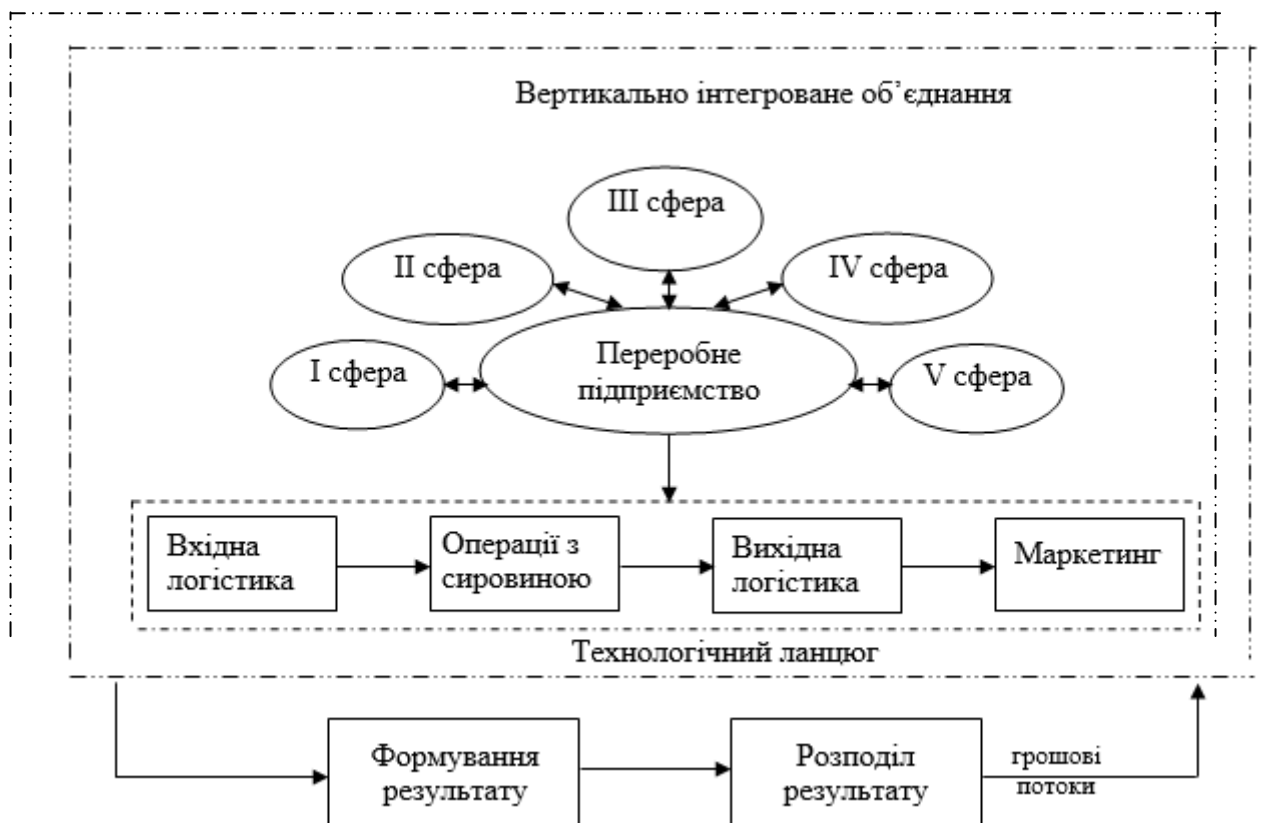 Вертикально інтегроване об’єднання
III сфера
II сфера
IV сфера
I сфера
Переробне
підприємство
V сфера
Вхідна
логістика
Операції з
сировиною
Вихідна
логістика
Маркетинг
Технологічний ланцюг
Формування
результату
Розподіл
результату
грошові
потоки